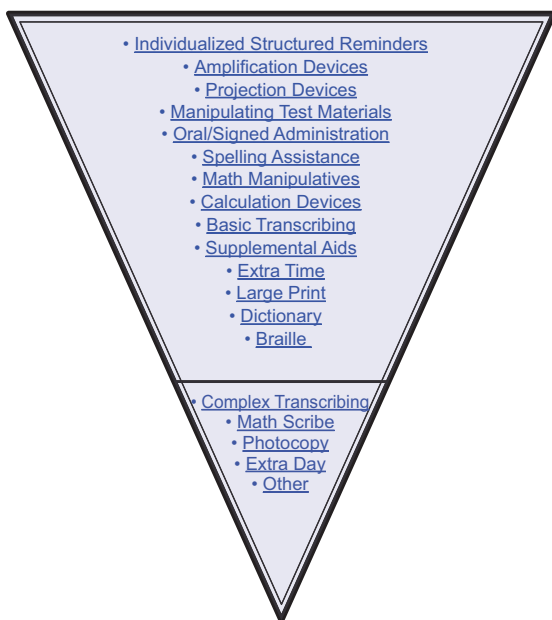 • Individualized Structured Reminders
• Amplification Devices
• Projection Devices
• Manipulating Test Materials
• Oral/Signed Administration
• Spelling Assistance
• Math Manipulatives
• Calculation Devices
• Basic Transcribing
• Supplemental Aids
• Extra Time
• Large Print
• Dictionary
• Braille
• Complex Transcribing
• Math Scribe
• Photocopy
• Extra Day
• Other